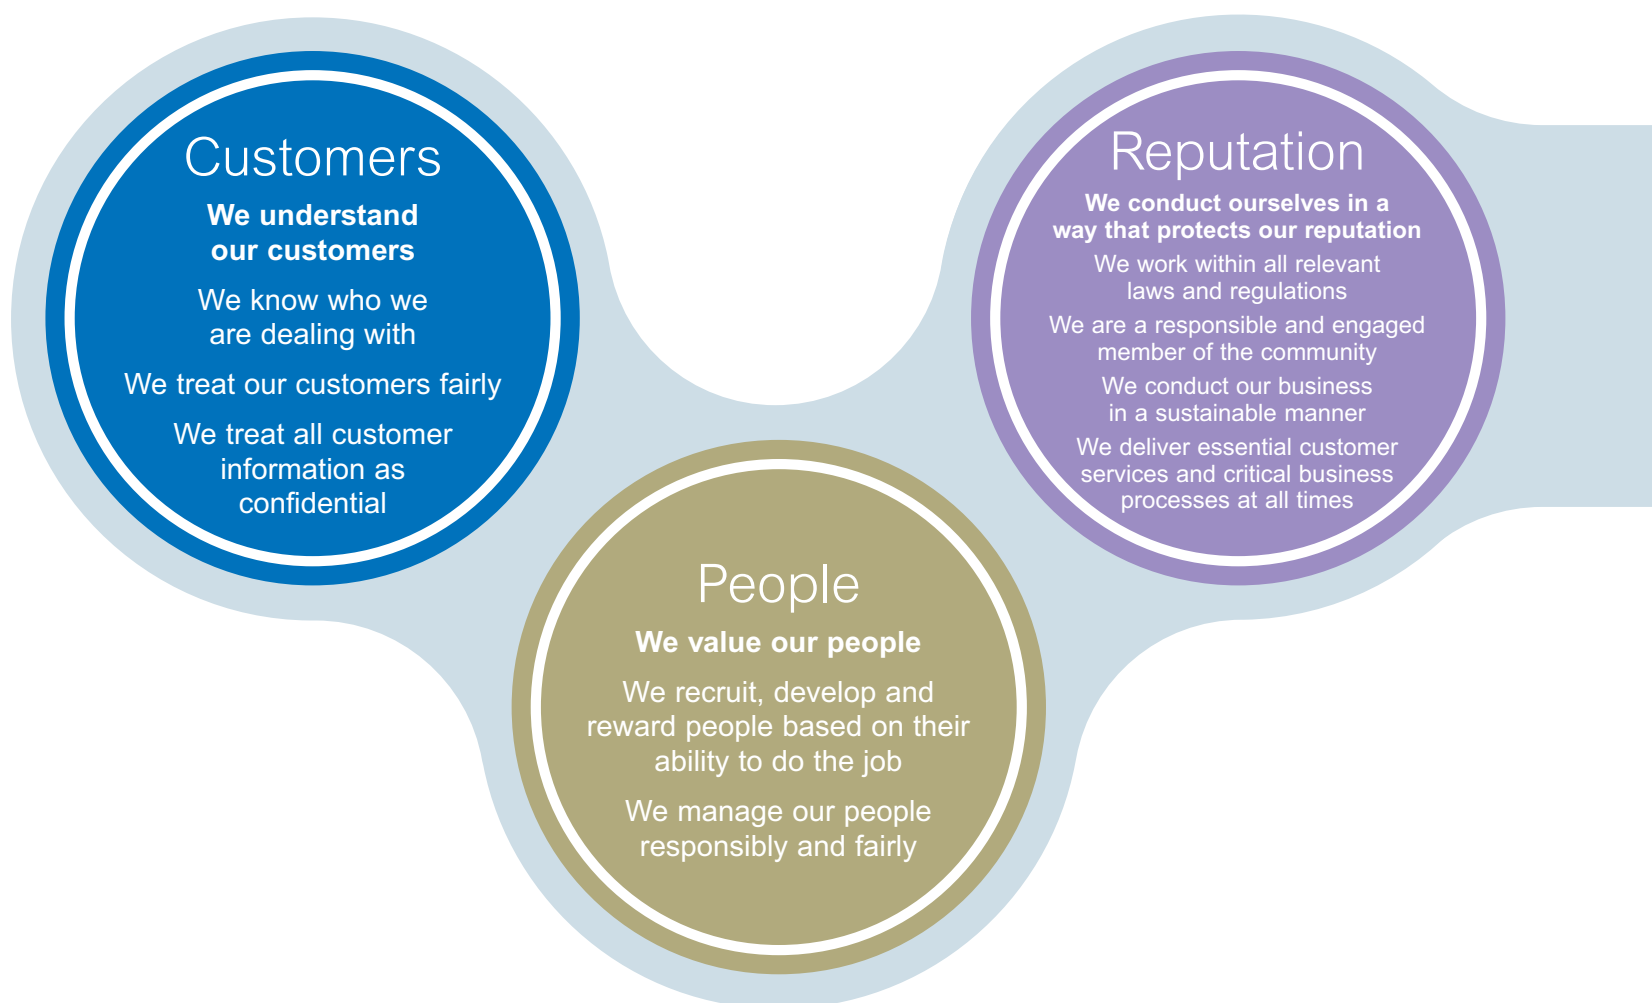 Customers
We understand
our customers
We know who we
are dealing with
We treat our customers fairly
We treat all customer
information as
confidential
People
We value our people
We recruit, develop and
reward people based on their
ability to do the job
We manage our people
responsibly and fairly
Reputation
We conduct ourselves in a
way that protects our reputation
We work within all relevant
laws and regulations
We are a responsible and engaged
member of the community
We conduct our business
in a sustainable manner
We deliver essential customer
services and critical business
processes at all times